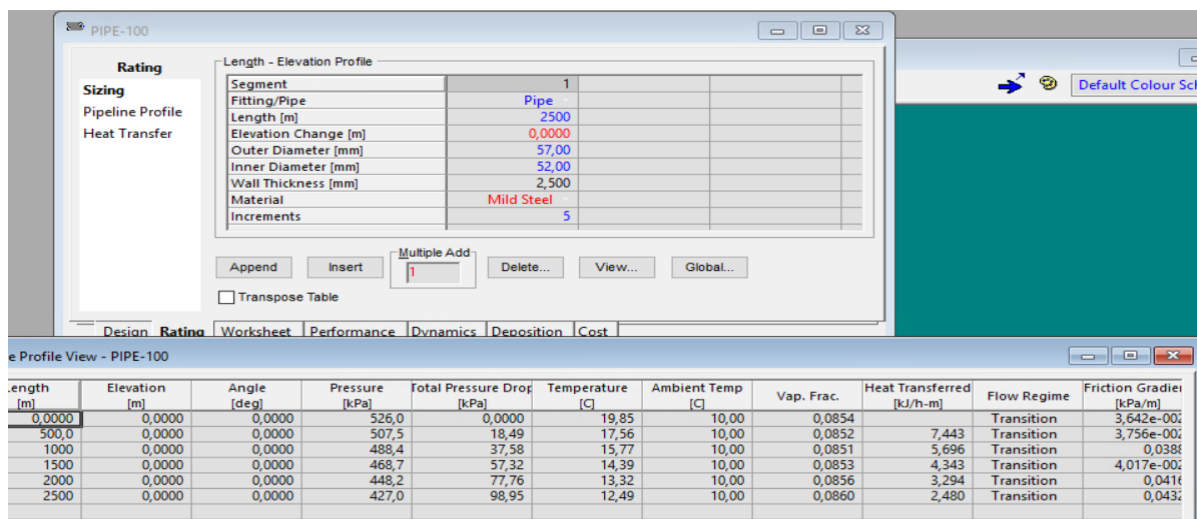 PIPE-100
Rating
Sizing
Pipeline Profile
Heat Transfer
Length - Elevation Profile
Segment 1
Fitting/Pipe Pipe
Length [m] 2500
Elevation Change [m] 0,0000
Outer Diameter [mm] 57,00
Inner Diameter [mm] 52,00
Wall Thickness [mm] 2,500
Material Mild Steel
Increments 5
Append Insert Multiple Add 1 Delete... View... Global...
Transpose Table
Design Rating Worksheet Performance Dynamics Deposition Cost
Default Colour Sch
e Profile View - PIPE-100
ength Elevation Angle Pressure Total Pressure Drop Temperature Ambient Temp Vap. Frac. Heat Transferred Flow Regime Friction Gradier
[m] [m] [deg] [kPa] [kPa] [C] [C] [kJ/h-m] [kPa/m]
0,0000 0,0000 0,0000 526,0 0,0000 19,85 10,00 0,0854 Transition 3,642e-002
500,0 0,0000 0,0000 507,5 18,49 17,56 10,00 0,0852 7,443 Transition 3,756e-002
1000 0,0000 0,0000 488,4 37,58 15,77 10,00 0,0851 5,696 Transition 0,0388
1500 0,0000 0,0000 468,7 57,32 14,39 10,00 0,0853 4,343 Transition 4,017e-002
2000 0,0000 0,0000 448,2 77,76 13,32 10,00 0,0856 3,294 Transition 0,0416
2500 0,0000 0,0000 427,0 98,95 12,49 10,00 0,0860 2,480 Transition 0,0432